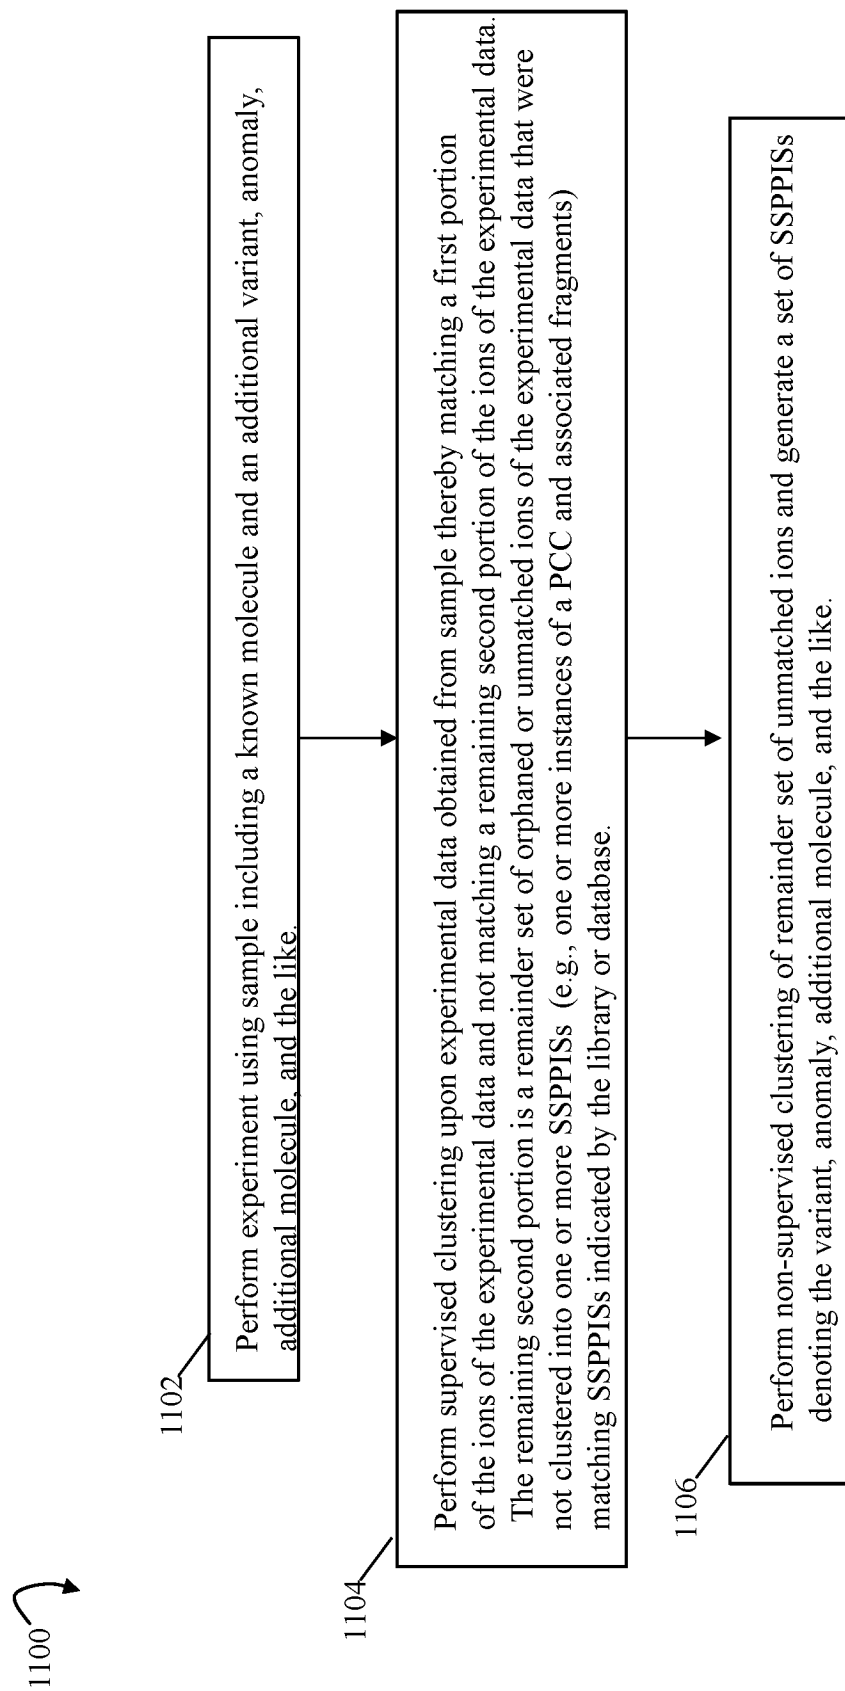 1100
1102
Perform experiment using sample including a known molecule and an additional variant, anomaly,
additional molecule, and the like.
1104
Perform supervised clustering upon experimental data obtained from sample thereby matching a first portion
of the ions of the experimental data and not matching a remaining second portion of the ions of the experimental data.
The remaining second portion is a remainder set of orphaned or unmatched ions of the experimental data that were
not clustered into one or more SSPPISs (e.g., one or more instances of a PCC and associated fragments)
matching SSPPISs indicated by the library or database.
1106
Perform non-supervised clustering of remainder set of unmatched ions and generate a set of SSPPISs
denoting the variant, anomaly, additional molecule, and the like.